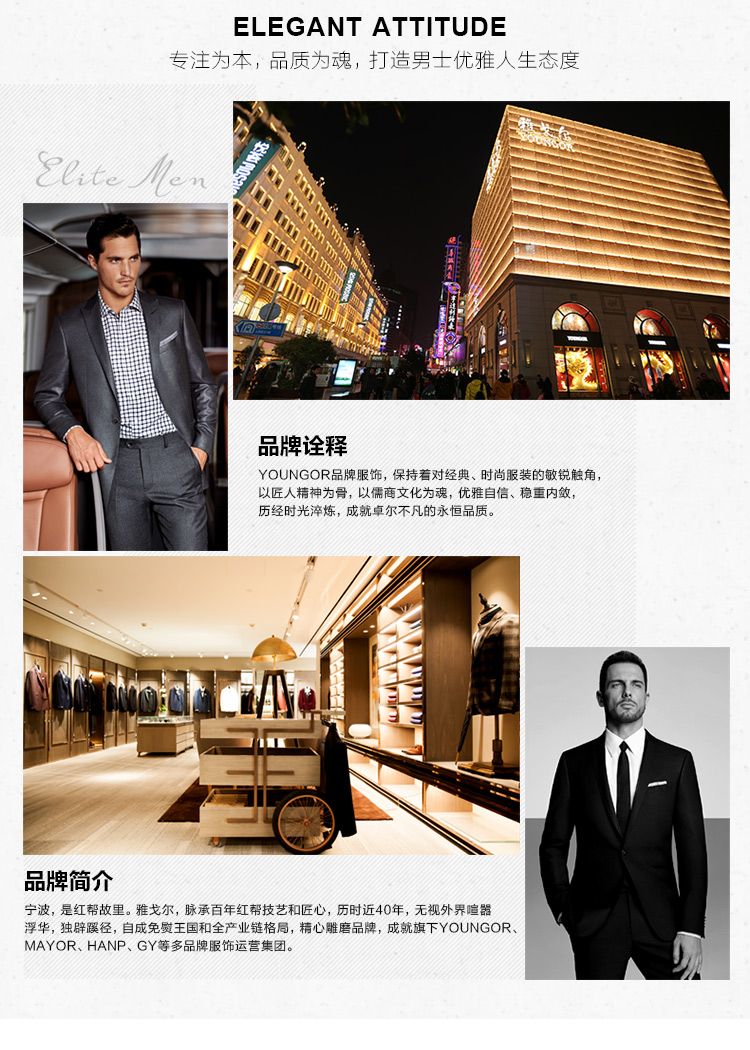 ELEGANT ATTITUDE
专注为本，品质为魂，打造男士优雅人生态度
Elite Men
雅戈尔
YOUNGOR
YOUNGOR
品牌诠释
YOUNGOR品牌服饰，保持着对经典、时尚服装的敏锐触角，
以匠人精神为骨，以儒商文化为魂，优雅自信、稳重内敛，
历经时光淬炼，成就卓尔不凡的永恒品质。
品牌简介
宁波，是红帮故里。雅戈尔，脉承百年红帮技艺和匠心，历时近40年，无视外界喧嚣
浮华，独辟蹊径，自成免熨王国和全产业链格局，精心雕磨品牌，成就旗下YOUNGOR、
MAYOR、HANP、GY等多品牌服饰运营集团。